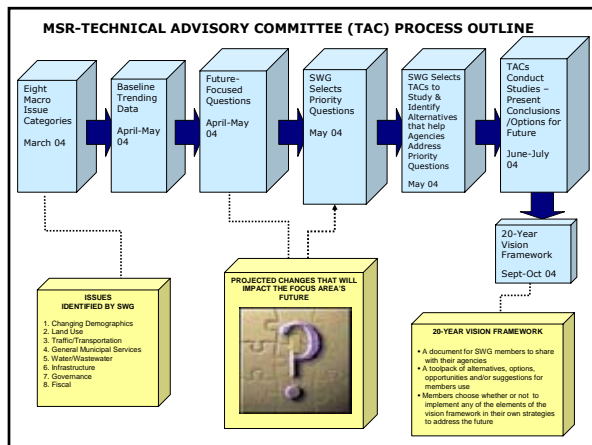 MSR-TECHNICAL ADVISORY COMMITTEE (TAC) PROCESS OUTLINE
Eight
Macro
Issue
Categories
March 04
Baseline
Trending
Data
April-May
04
Future-
Focused
Questions
April-May
04
SWG
Selects
Priority
Questions
May 04
SWG Selects
TACs to
Study &
Identify
Alternatives
that help
Agencies
Address
Priority
Questions
May 04
TACs
Conduct
Studies –
Present
Conclusions
/Options for
Future
June-July
04
20-Year
Vision
Framework
Sept-Oct 04
ISSUES
IDENTIFIED BY SWG
1. Changing Demographics
2. Land Use
3. Traffic/Transportation
4. General Municipal Services
5. Water/Wastewater
6. Infrastructure
7. Governance
8. Fiscal
PROJECTED CHANGES THAT WILL
IMPACT THE FOCUS AREA'S
FUTURE
?
20-YEAR VISION FRAMEWORK
• A document for SWG members to share
with their agencies
• A toolpack of alternatives, options,
opportunities and/or suggestions for
members use
• Members choose whether or not to
implement any of the elements of the
vision framework in their own strategies
to address the future